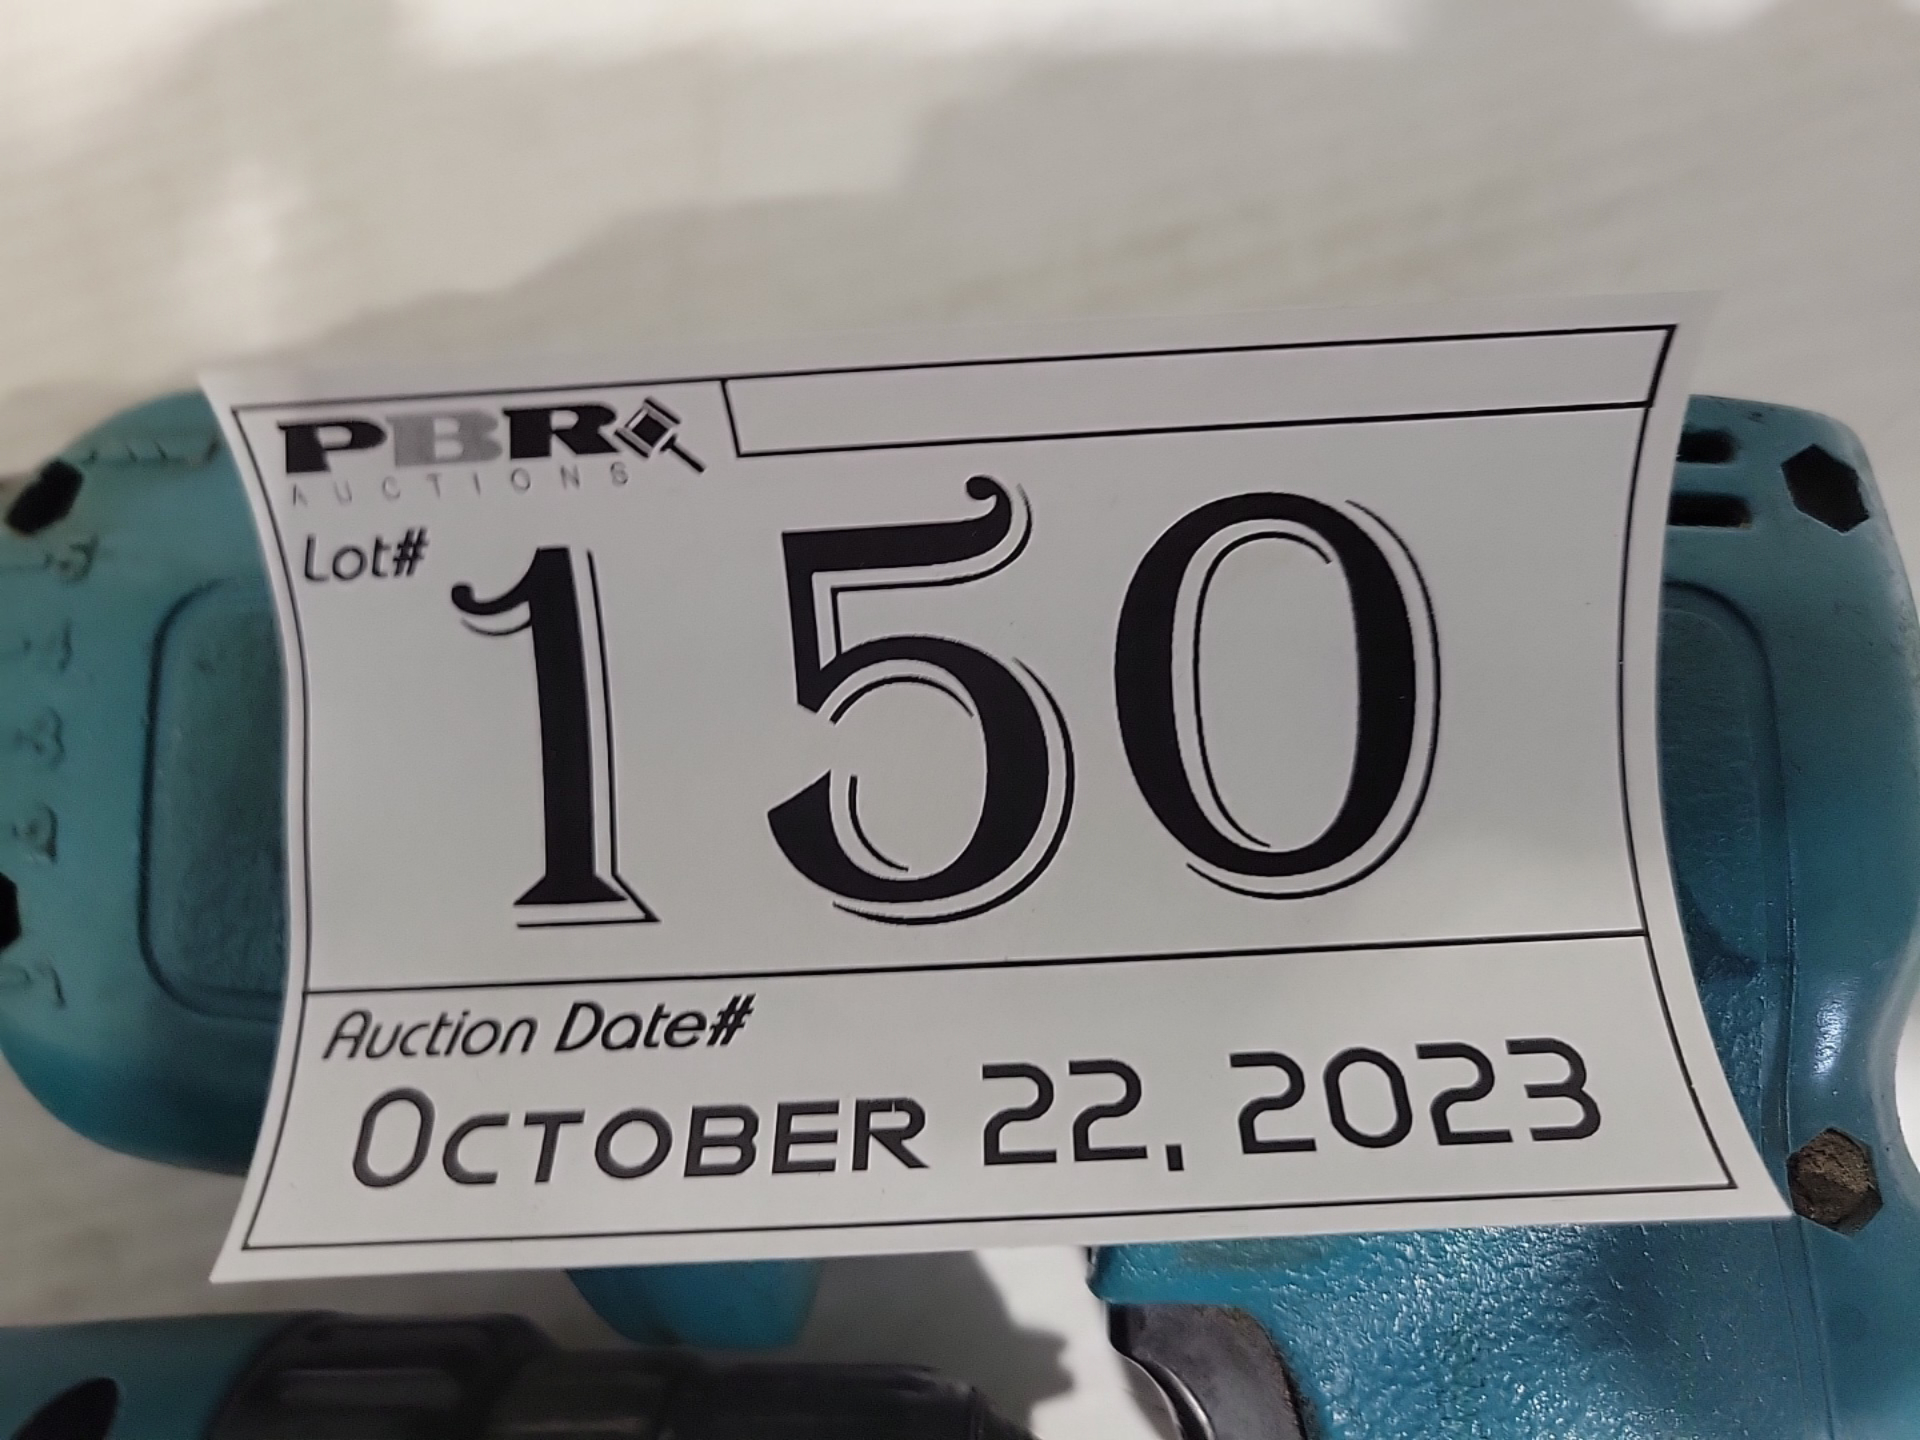 PBR
AUCTIONS
Lot#
150
Auction Date#
October 22, 2023